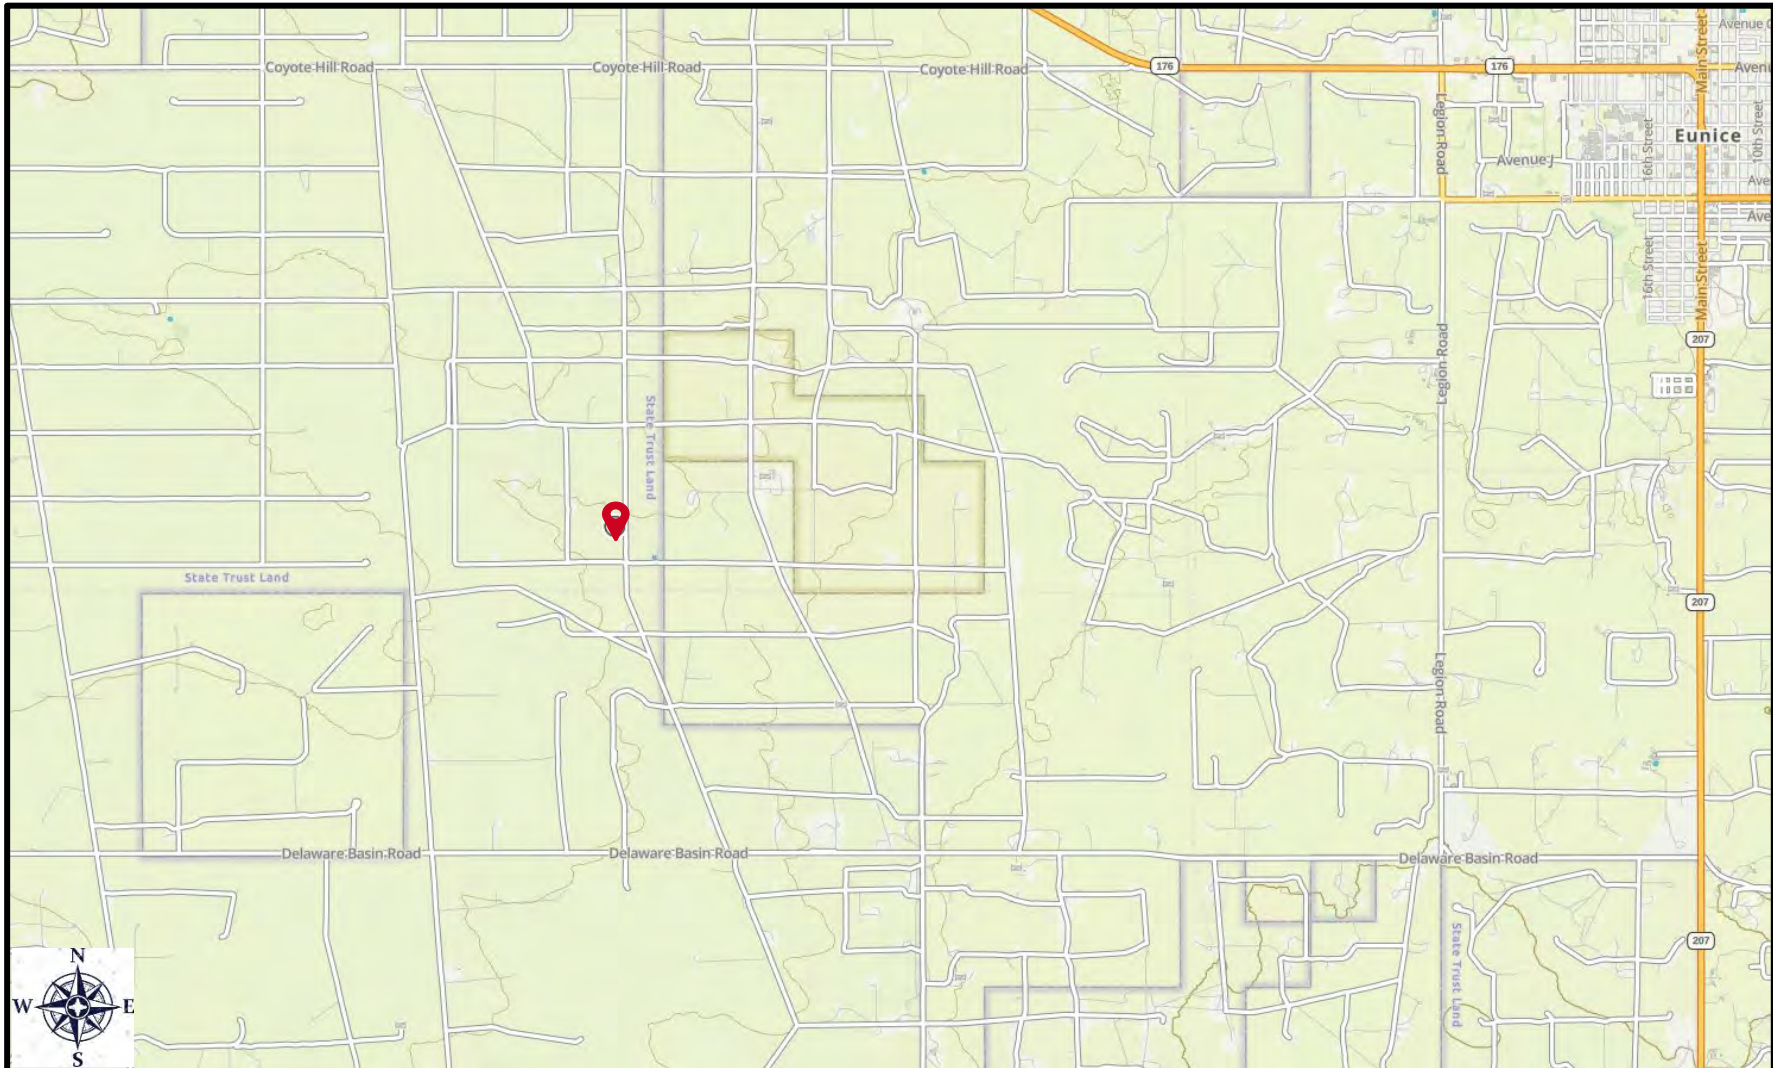 Avenue
Main Street
Coyote Hill Road
Coyote Hill Road
Coyote Hill Road
176
176
Avenu
Legion Road
16th Street
Eunice
10th Street
Avenue J
Ave
Ave
Main Street
16th Street
207
Legion Road
State Trust Land
State Trust Land
207
Legion Road
Delaware Basin Road
Delaware Basin Road
Delaware Basin Road
State Trust Land
207
N
W
E
S